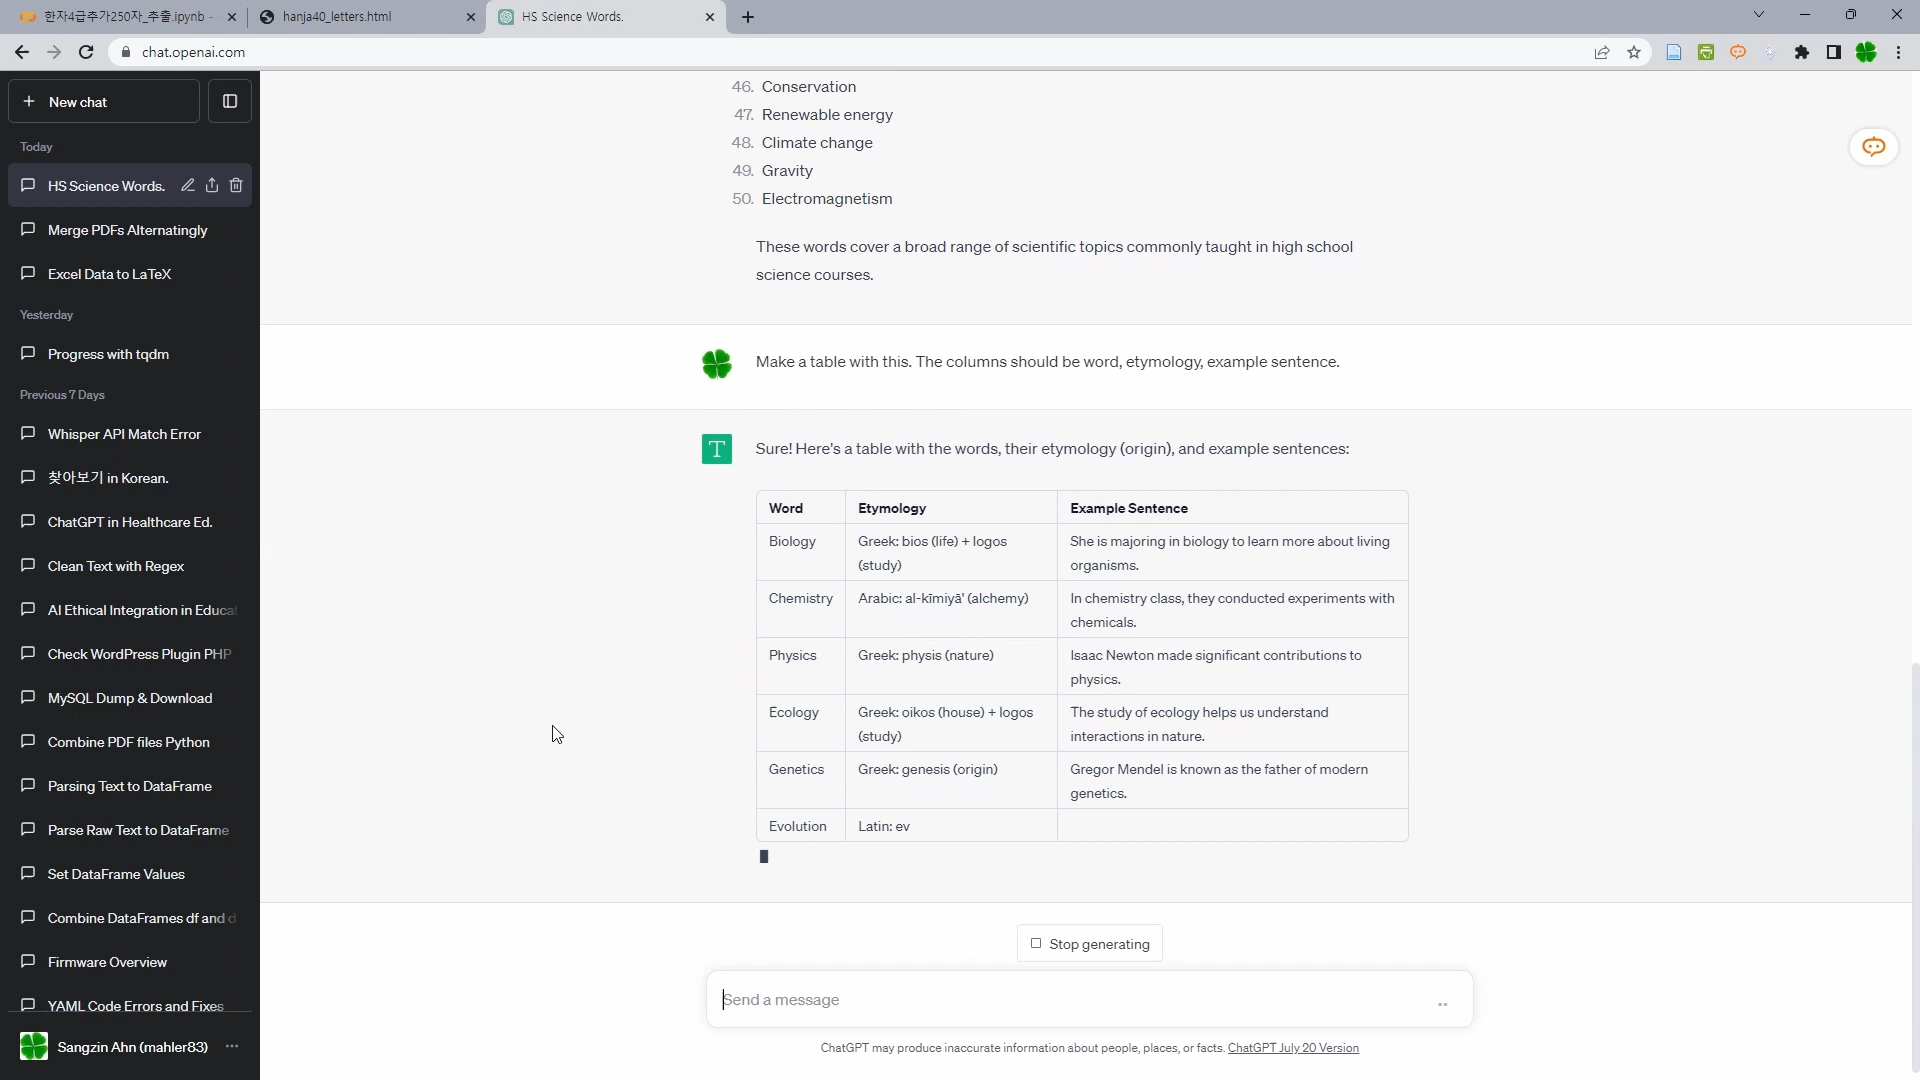 한자4급추가250자_추출.ipynb -
hanja40_letters.html
HS Science Words.
chat.openai.com
New chat
Today
HS Science Words.
Merge PDFs Alternatingly
Excel Data to LaTeX
Yesterday
Progress with tqdm
Previous 7 Days
Whisper API Match Error
찾아보기 in Korean.
ChatGPT in Healthcare Ed.
Clean Text with Regex
AI Ethical Integration in Educat
Check WordPress Plugin PHP
MySQL Dump & Download
Combine PDF files Python
Parsing Text to DataFrame
Parse Raw Text to DataFrame
Set DataFrame Values
Combine DataFrames df and d
Firmware Overview
YAML Code Errors and Fixes
Sangzin Ahn (mahler83)
46. Conservation
47. Renewable energy
48. Climate change
49. Gravity
50. Electromagnetism
These words cover a broad range of scientific topics commonly taught in high school
science courses.
Make a table with this. The columns should be word, etymology, example sentence.
T
Sure! Here's a table with the words, their etymology (origin), and example sentences:
Word Etymology Example Sentence
Biology Greek: bios (life) + logos She is majoring in biology to learn more about living
(study) organisms.
Chemistry Arabic: al-kīmiyā' (alchemy) In chemistry class, they conducted experiments with
chemicals.
Physics Greek: physis (nature) Isaac Newton made significant contributions to
physics.
Ecology Greek: oikos (house) + logos The study of ecology helps us understand
(study) interactions in nature.
Genetics Greek: genesis (origin) Gregor Mendel is known as the father of modern
genetics.
Evolution Latin: ev
Stop generating
Send a message
ChatGPT may produce inaccurate information about people, places, or facts. ChatGPT July 20 Version